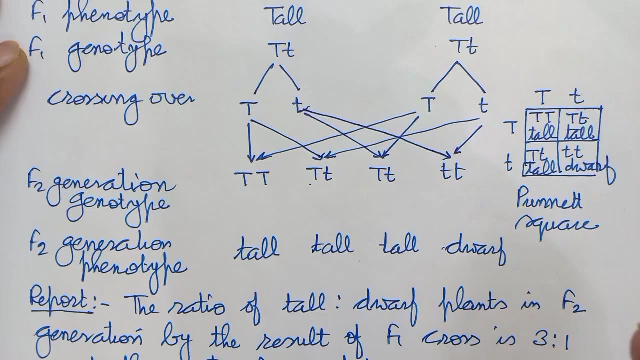 F₁ phenotype Tall Tall
F₁ genotype Tt Tt
crossing over T t T t
T t
T TT Tt
tall tall
t Tt tt
tall dwarf
Punnett
square
F₂ generation TT Tt Tt tt
genotype
F₂ generation tall tall tall dwarf
phenotype
Report:- The ratio of tall : dwarf plants in F₂
generation by the result of F₁ cross is 3:1